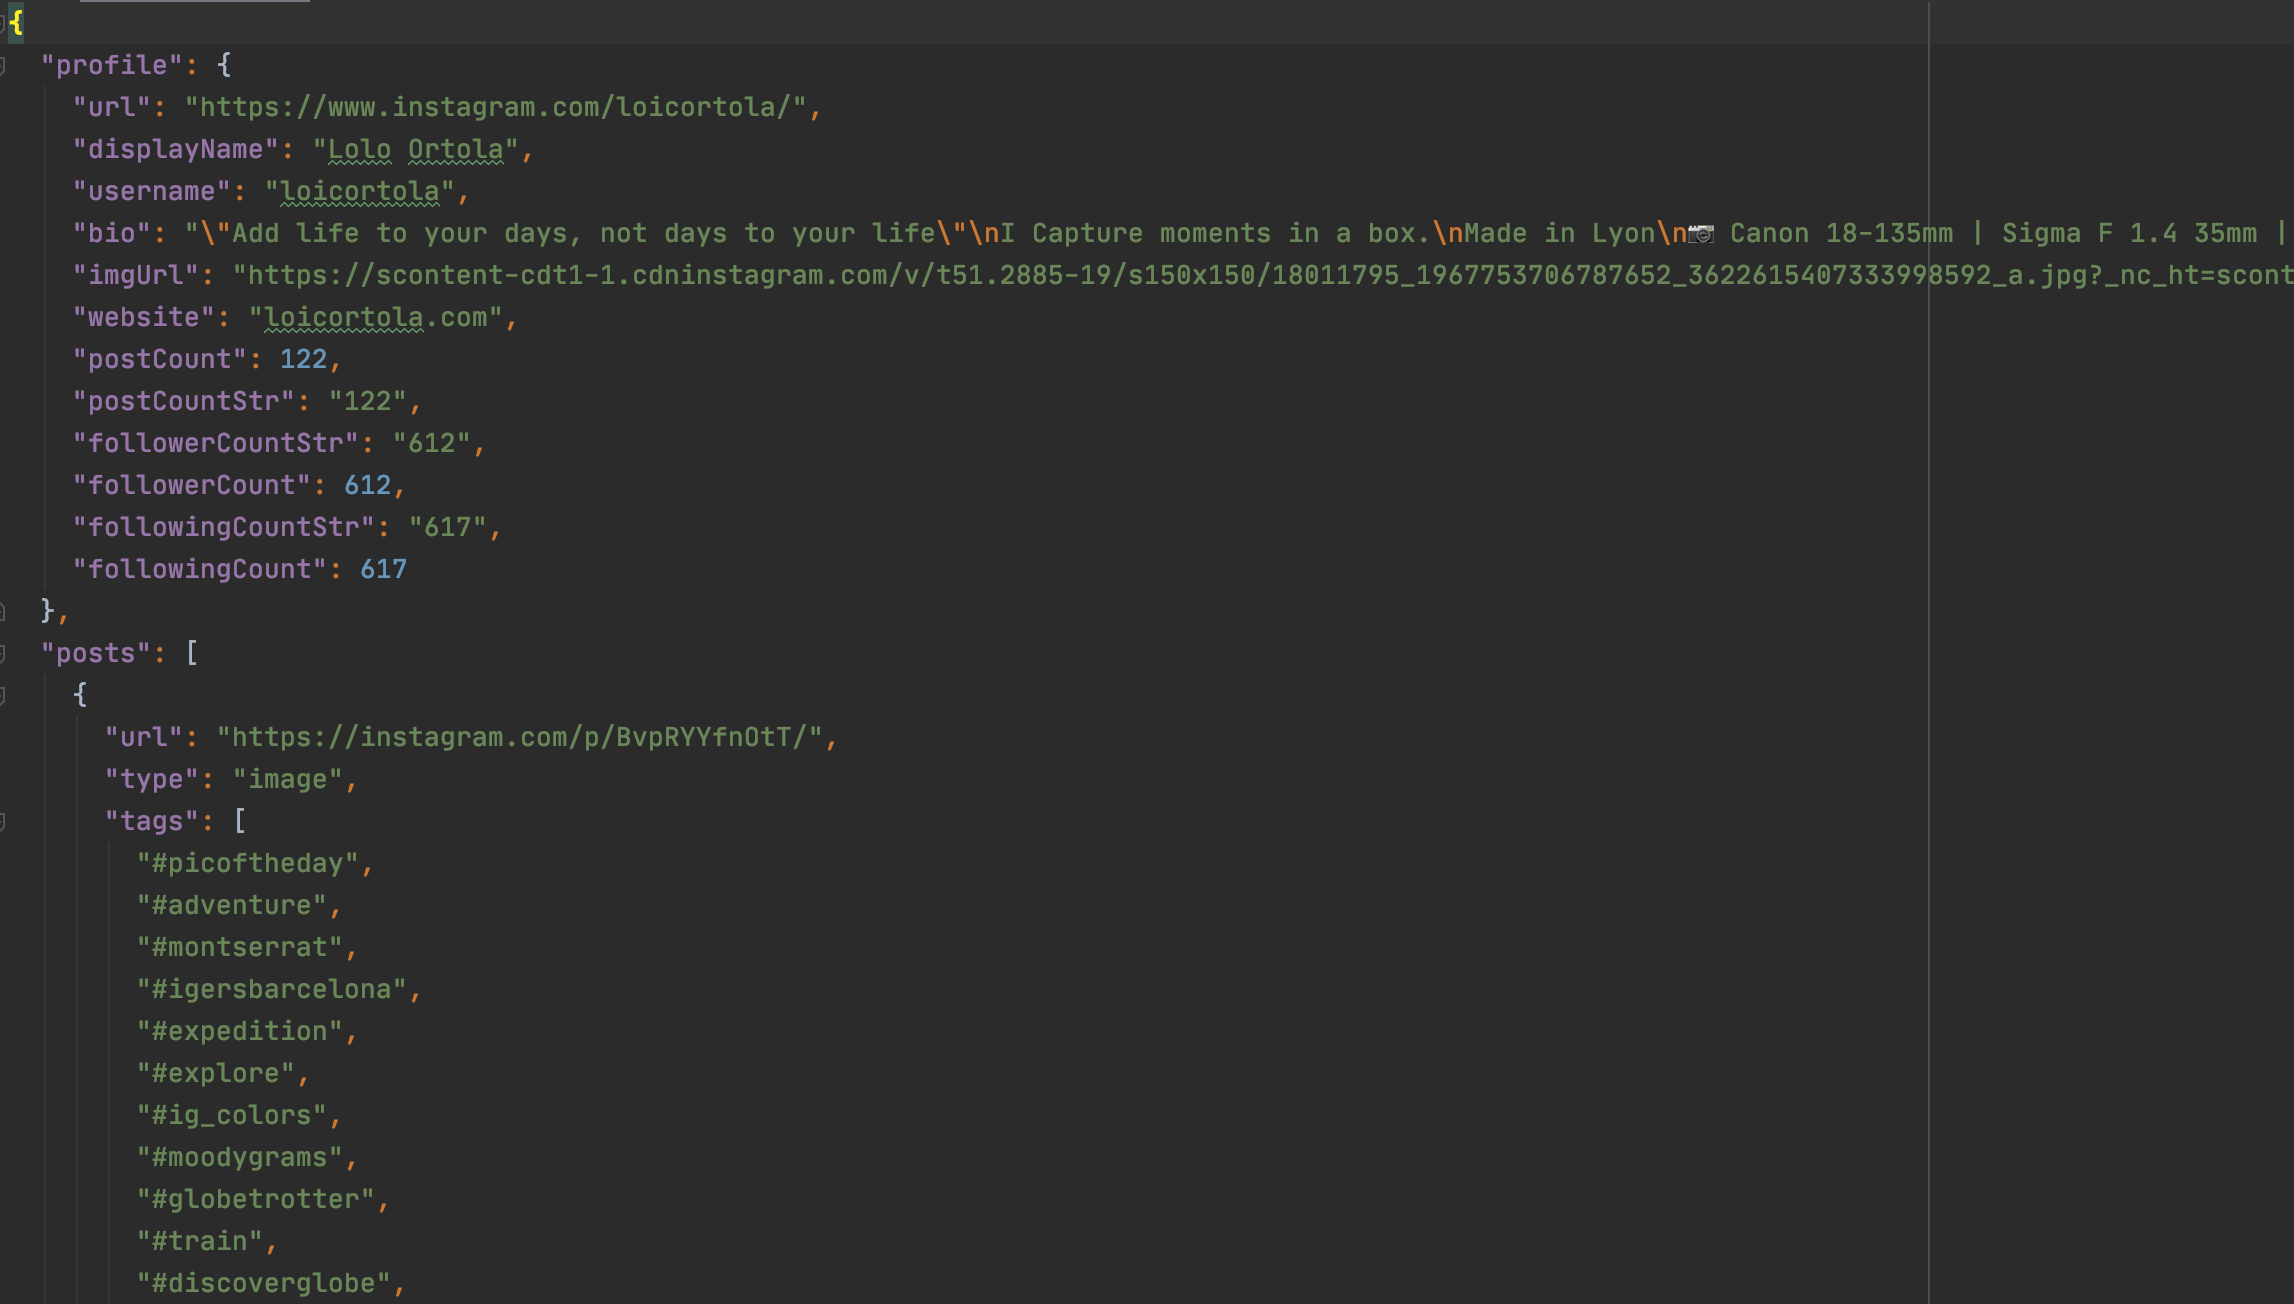 {
"profile": {
"url": "https://www.instagram.com/loicortola/",
"displayName": "Lolo Ortola",
"username": "loicortola",
"bio": "\"Add life to your days, not days to your life\"\nI Capture moments in a box.\nMade in Lyon\n📷 Canon 18-135mm | Sigma F 1.4 35mm |
"imgUrl": "https://scontent-cdt1-1.cdninstagram.com/v/t51.2885-19/s150x150/18011795_1967753706787652_3622615407333998592_a.jpg?_nc_ht=scont
"website": "loicortola.com",
"postCount": 122,
"postCountStr": "122",
"followerCountStr": "612",
"followerCount": 612,
"followingCountStr": "617",
"followingCount": 617
},
"posts": [
{
"url": "https://instagram.com/p/BvpRYYfnOtT/",
"type": "image",
"tags": [
"#picoftheday",
"#adventure",
"#montserrat",
"#igersbarcelona",
"#expedition",
"#explore",
"#ig_colors",
"#moodygrams",
"#globetrotter",
"#train",
"#discoverglobe",